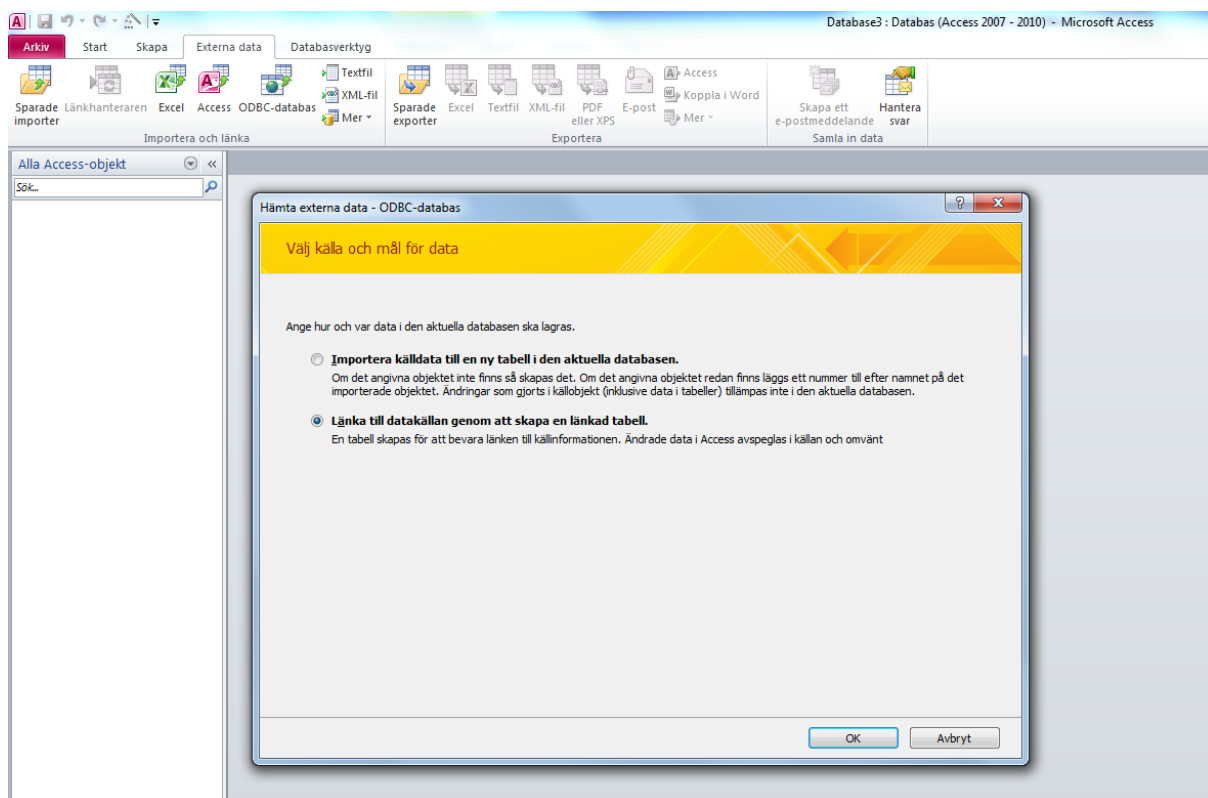 Database3 : Databas (Access 2007 - 2010) - Microsoft Access
Arkiv Start Skapa Externa data Databasverktyg
Sparade importer
Länkhanteraren
Excel
Access
ODBC-databas
Textfil
XML-fil
Mer
Importera och länka
Sparade exporter
Excel
Textfil
XML-fil
PDF eller XPS
E-post
Access
Koppla i Word
Mer
Exportera
Skapa ett e-postmeddelande
Hantera svar
Samla in data
Alla Access-objekt
Sök...
Hämta externa data - ODBC-databas
Välj källa och mål för data
Ange hur och var data i den aktuella databasen ska lagras.
Importera källdata till en ny tabell i den aktuella databasen.
Om det angivna objektet inte finns så skapas det. Om det angivna objektet redan finns läggs ett nummer till efter namnet på det
importerade objektet. Ändringar som gjorts i källobjekt (inklusive data i tabeller) tillämpas inte i den aktuella databasen.
Länka till datakällan genom att skapa en länkad tabell.
En tabell skapas för att bevara länken till källinformationen. Ändrade data i Access avspeglas i källan och omvänt
OK
Avbryt